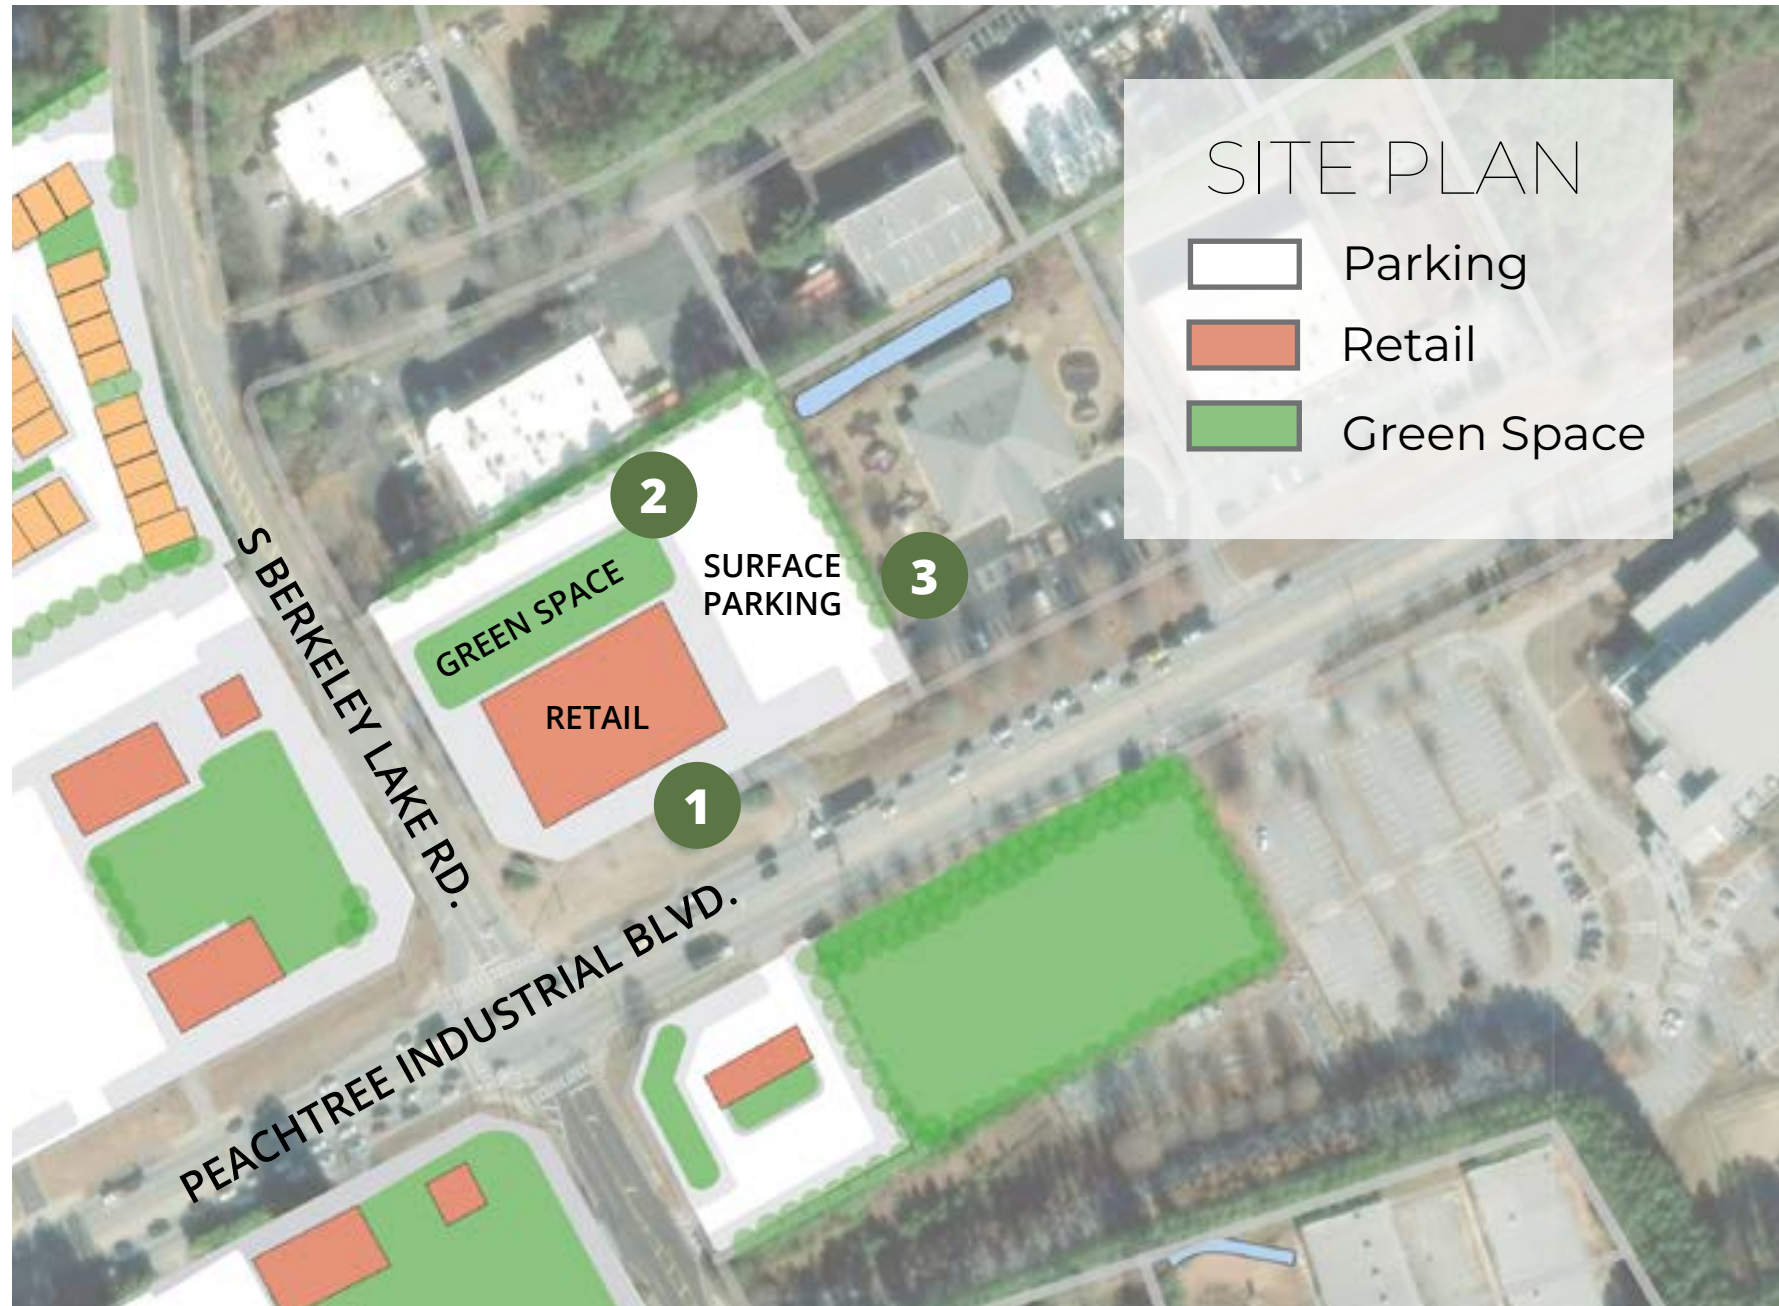 SITE PLAN
Parking
Retail
Green Space
2
SURFACE
PARKING
3
GREEN SPACE
RETAIL
1
S BERKELEY LAKE RD.
PEACHTREE INDUSTRIAL BLVD.